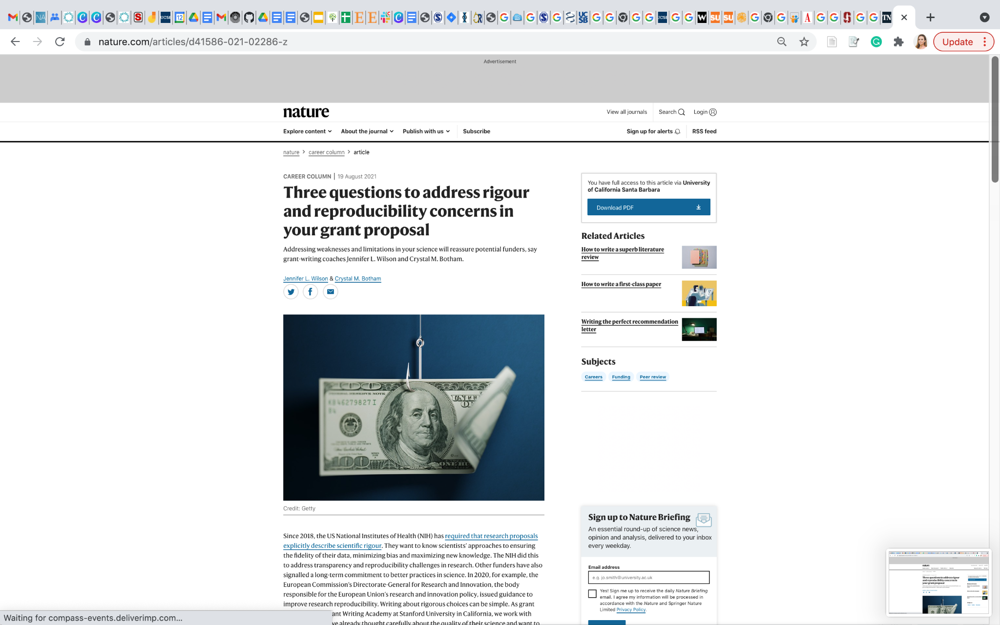 nature.com/articles/d41586-021-02286-z
Update
Advertisement
nature
View all journals
Search
Login
Explore content
About the journal
Publish with us
Subscribe
Sign up for alerts
RSS feed
nature > career column > article
CAREER COLUMN | 19 August 2021
Three questions to address rigour
and reproducibility concerns in
your grant proposal
Addressing weaknesses and limitations in your science will reassure potential funders, say
grant-writing coaches Jennifer L. Wilson and Crystal M. Botham.
Jennifer L. Wilson & Crystal M. Botham
100
FEDERAL RESERVE NOTE
KB46279827I
100
Credit: Getty
Since 2018, the US National Institutes of Health (NIH) has required that research proposals
explicitly describe scientific rigour. They want to know scientists' approaches to ensuring
the fidelity of their data, minimizing bias and maximizing new knowledge. The NIH did this
to address transparency and reproducibility challenges in research. Other funders have also
signalled a long-term commitment to better practices in science. In 2020, for example, the
European Commission's Directorate-General for Research and Innovation, the body
responsible for the European Union's research and innovation policy, issued guidance to
improve research reproducibility. Writing about rigorous choices can be simple. As grant
ant Writing Academy at Stanford University in California, we work with
ve already thought carefully about the quality of their science and want to
You have full access to this article via University
of California Santa Barbara
Download PDF
Related Articles
How to write a superb literature
review
How to write a first-class paper
Writing the perfect recommendation
letter
Subjects
Careers
Funding
Peer review
Sign up to Nature Briefing
An essential round-up of science news,
opinion and analysis, delivered to your inbox
every weekday.
Email address
e.g. jo.smith@university.ac.uk
Yes! Sign me up to receive the daily Nature Briefing
email. I agree my information will be processed in
accordance with the Nature and Springer Nature
Limited Privacy Policy.
Waiting for compass-events.deliverimp.com...